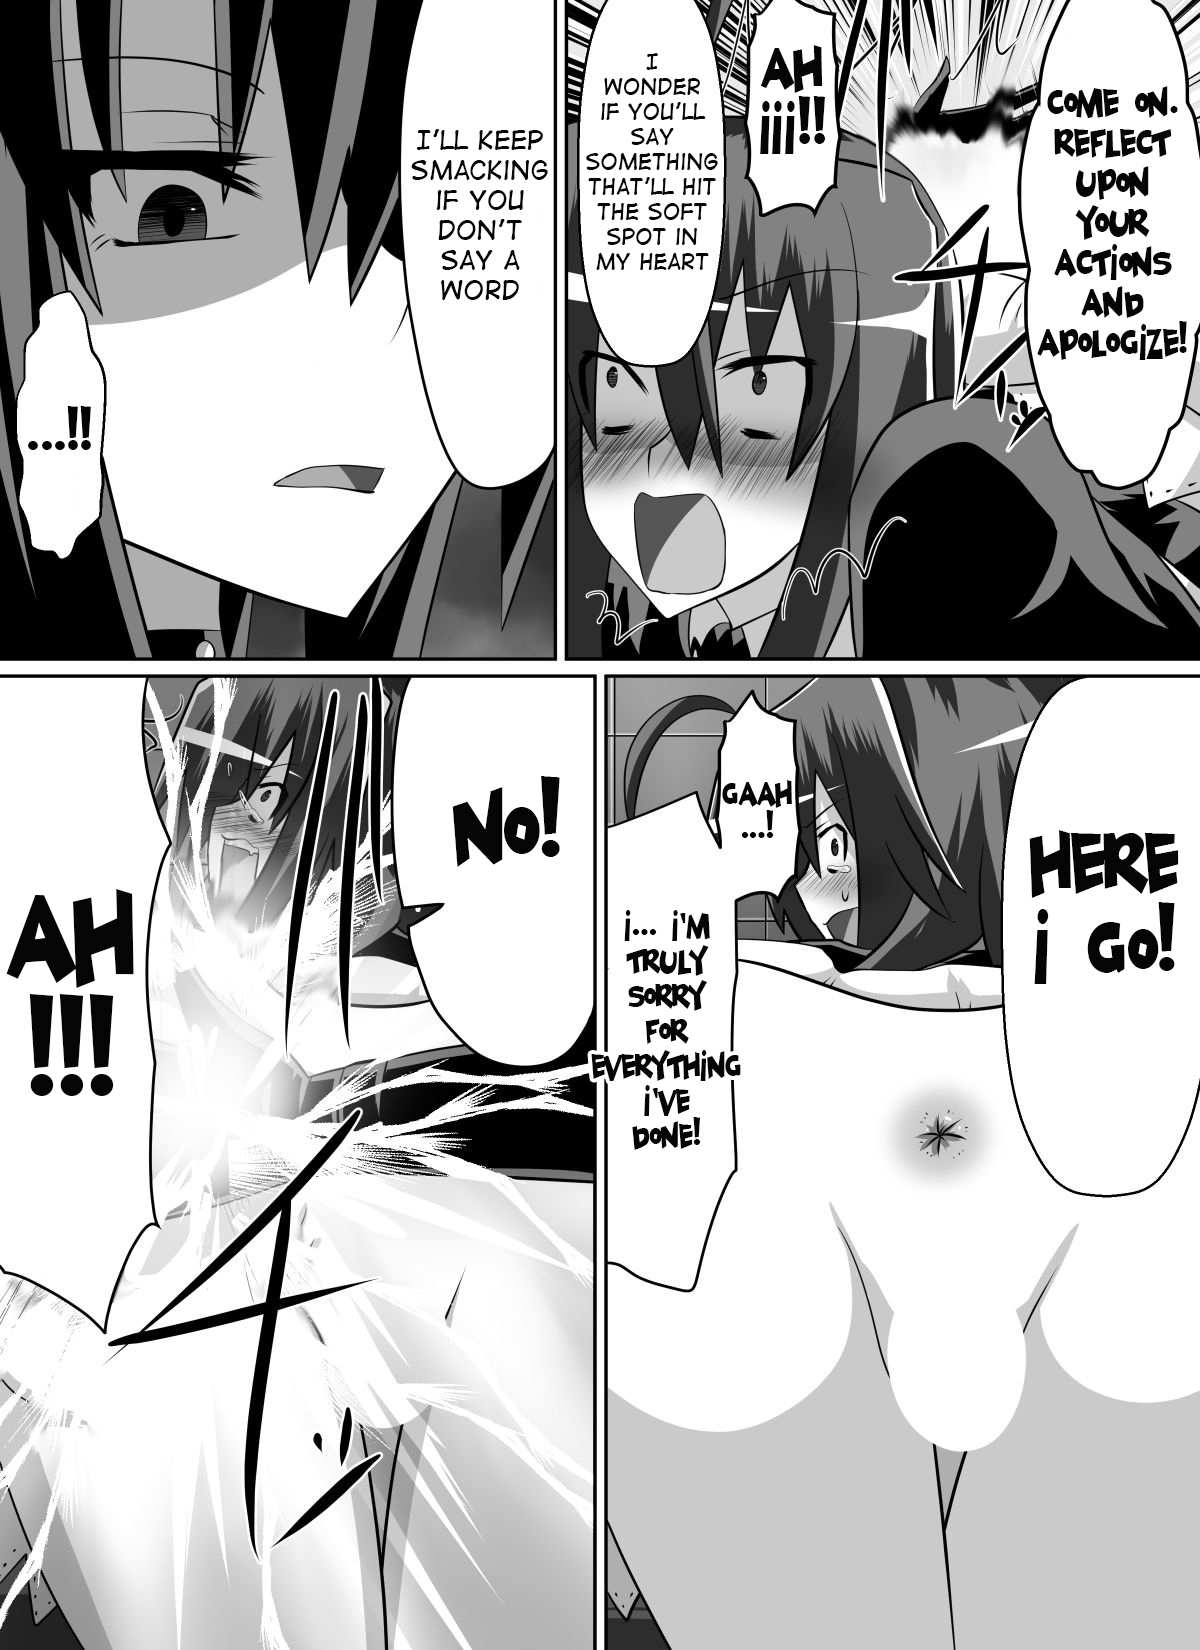 COME ON.
REFLECT
UPON
YOUR
ACTIONS
AND
APOLOGIZE!
AH
iii!!
I
WONDER
IF YOU'LL
SAY
SOMETHING
THAT'LL HIT
THE SOFT
SPOT IN
MY HEART
I'LL KEEP
SMACKING
IF YOU
DON'T
SAY A
WORD
...!!
HERE
I GO!
GAAH
...!
I... I'M
TRULY
SORRY
FOR
EVERYTHING
I'VE
DONE!
NO!
AH
!!!